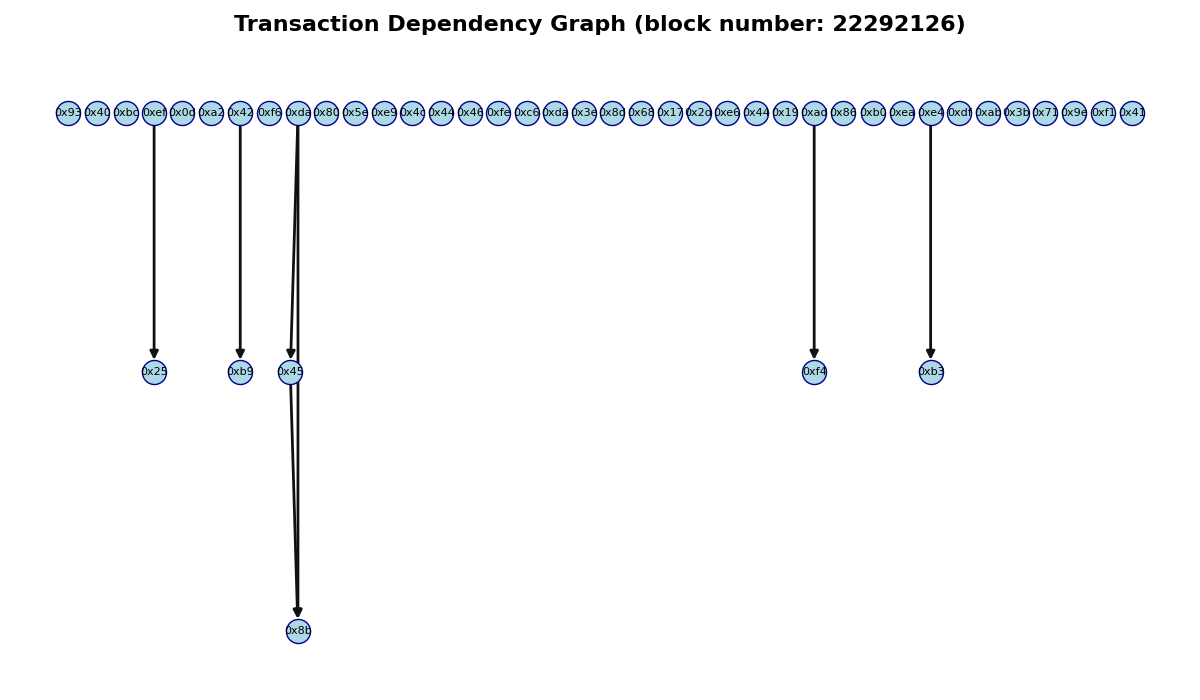 Transaction Dependency Graph (block number: 22292126)
0x93 0x40 0xbc 0xef 0x0d 0xa2 0x42 0xf6 0xda 0x80 0x5e 0xe9 0x4c 0x44 0x46 0xfe 0xc6 0xda 0x3e 0x8d 0x68 0x17 0x2d 0xe6 0x44 0x19 0xad 0x86 0xb0 0xea 0xe4 0xdf 0xab 0x3b 0x71 0x9e 0xf1 0x41
0x25 0xb9 0x45 0xf4 0xb3
0x8b